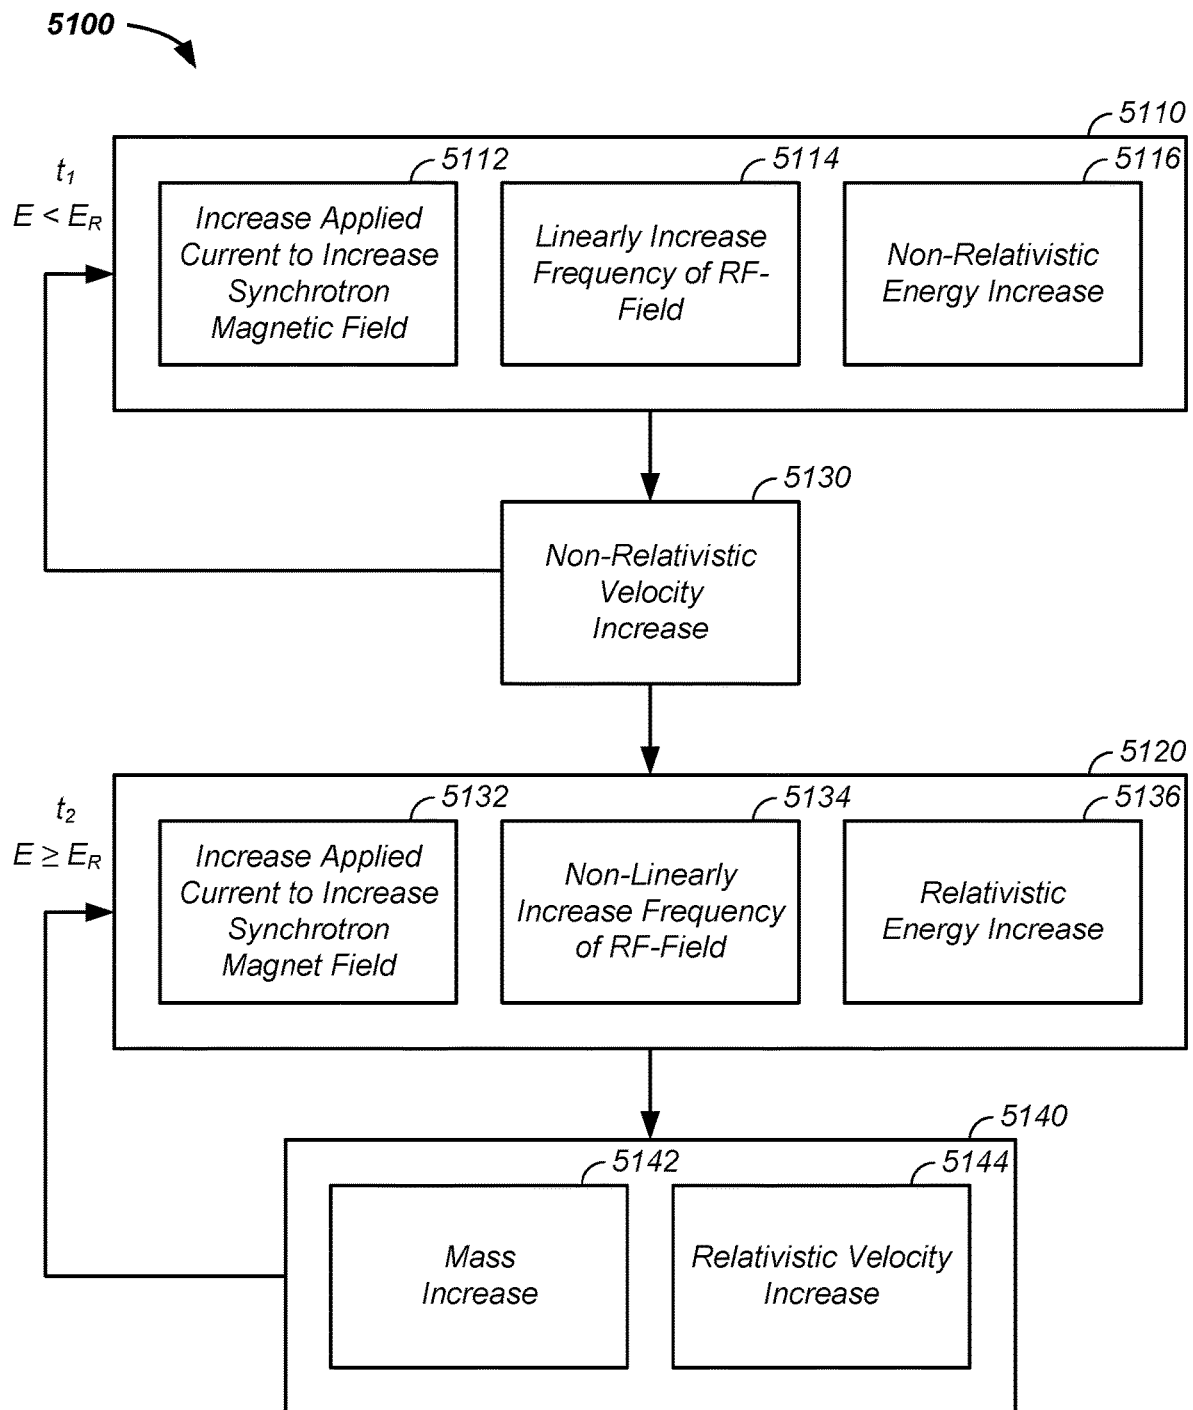 5100
5110
t1
E < ER
5112
5114
5116
Increase Applied
Current to Increase
Synchrotron
Magnetic Field
Linearly Increase
Frequency of RF-
Field
Non-Relativistic
Energy Increase
5130
Non-Relativistic
Velocity
Increase
5120
t2
E ≥ ER
5132
5134
5136
Increase Applied
Current to Increase
Synchrotron
Magnet Field
Non-Linearly
Increase Frequency
of RF-Field
Relativistic
Energy Increase
5140
5142
5144
Mass
Increase
Relativistic Velocity
Increase